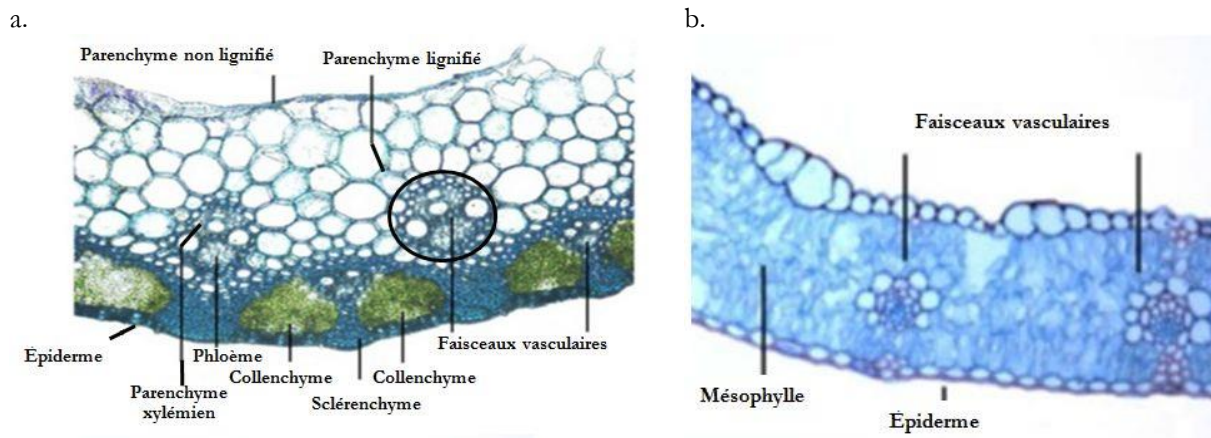 a.
Parenchyme non lignifié
Parenchyme lignifié
Épiderme
Phloème
Faisceaux vasculaires
Parenchyme
xylémien
Collenchyme
Collenchyme
Sclérenchyme
b.
Faisceaux vasculaires
Mésophylle
Épiderme